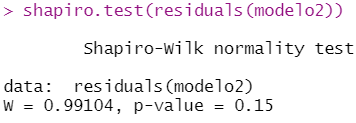 > shapiro.test(residuals(modelo2))
Shapiro-Wilk normality test
data:  residuals(modelo2)
W = 0.99104, p-value = 0.15